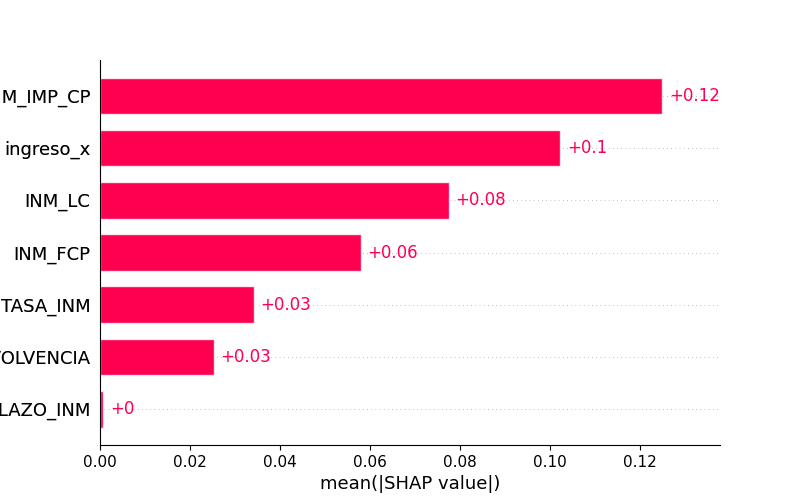 M_IMP_CP +0.12
ingreso_x +0.1
INM_LC +0.08
INM_FCP +0.06
TASA_INM +0.03
OLVENCIA +0.03
LAZO_INM +0
0.00 0.02 0.04 0.06 0.08 0.10 0.12
mean(|SHAP value|)